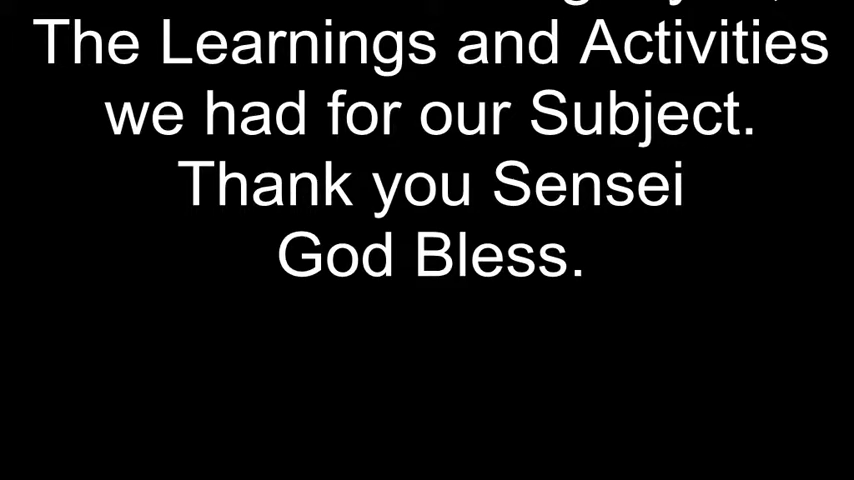 The Learnings and Activities
we had for our Subject.
Thank you Sensei
God Bless.